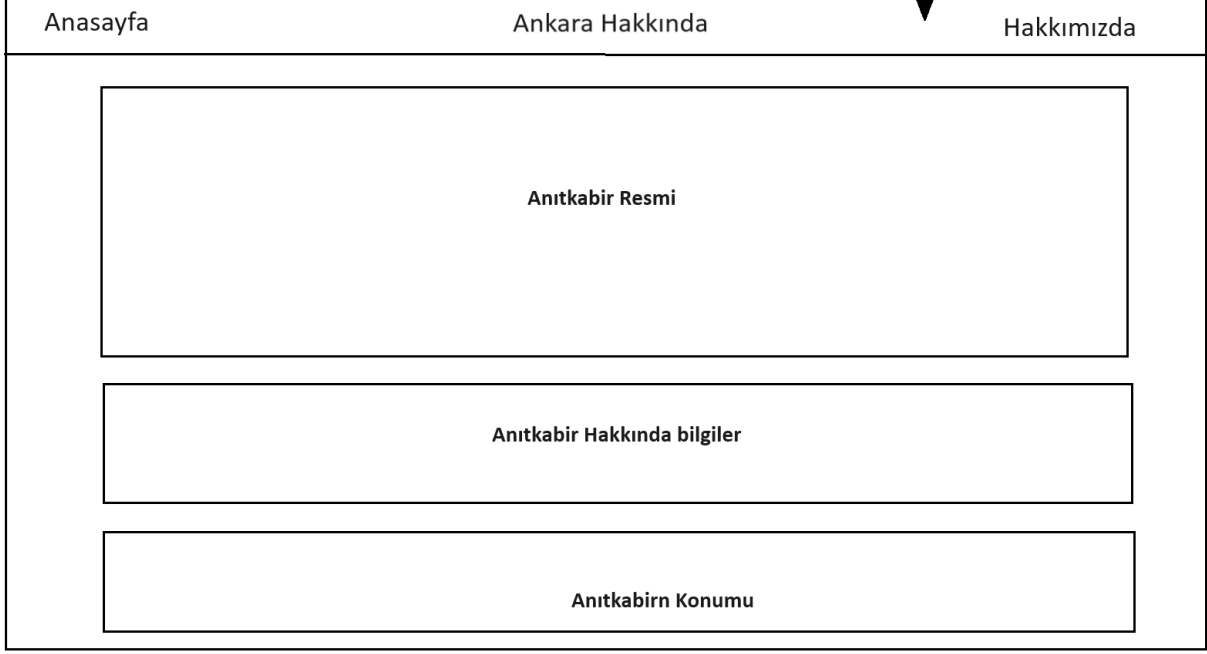 Anasayfa Ankara Hakkında Hakkımızda
Anıtkabir Resmi
Anıtkabir Hakkında bilgiler
Anıtkabirn Konumu